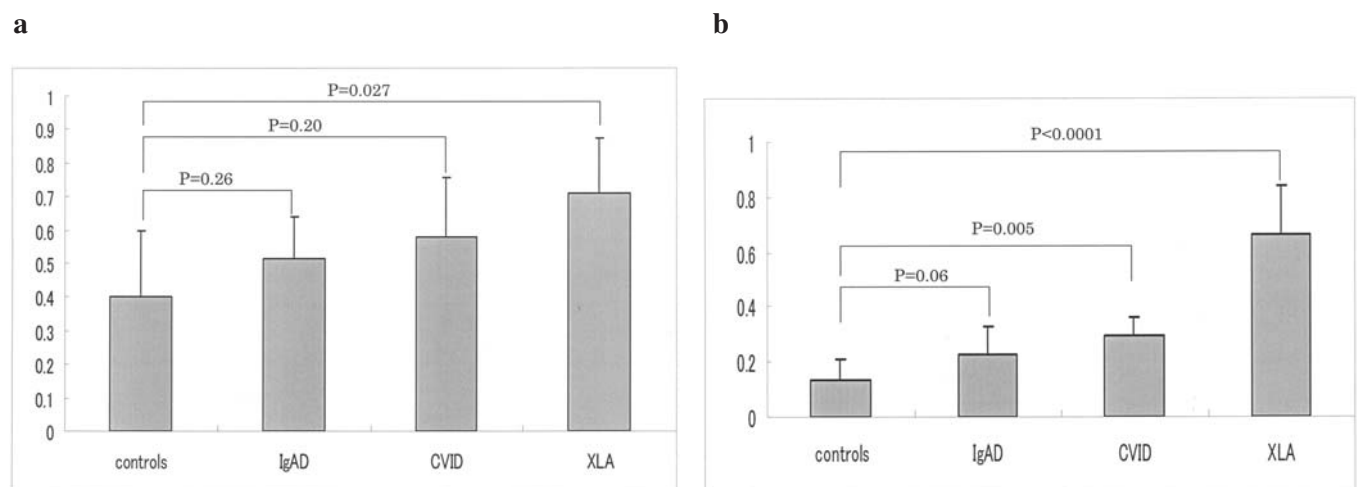 a
P=0.027
P=0.20
P=0.26
1
0.9
0.8
0.7
0.6
0.5
0.4
0.3
0.2
0.1
0
controls IgAD CVID XLA
b
P<0.0001
P=0.005
P=0.06
1
0.8
0.6
0.4
0.2
0
controls IgAD CVID XLA